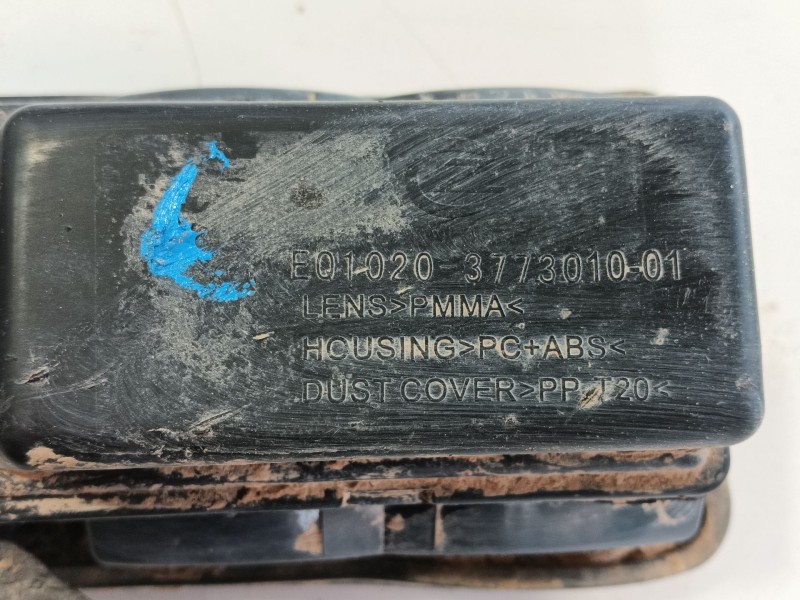 EQ1020-3773010-01
LENS>PMMA<
HOUSING>PC+ABS<
DUST COVER>PP-T20<